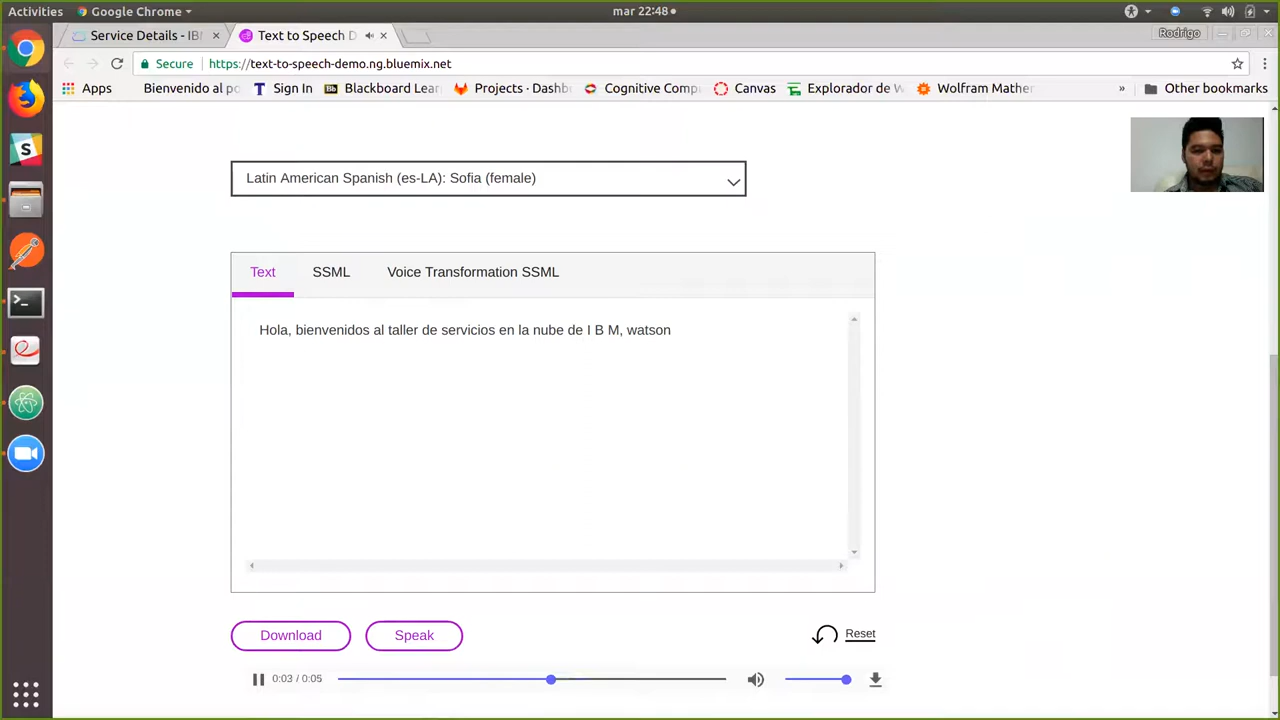 Activities Google Chrome mar 22:48
Rodrigo
Service Details - IBI Text to Speech D
Secure https://text-to-speech-demo.ng.bluemix.net
Apps Bienvenido al po T Sign In Bb Blackboard Lear Projects · Dashb Cognitive Comp Canvas Explorador de W Wolfram Mather » Other bookmarks
Latin American Spanish (es-LA): Sofia (female)
Text SSML Voice Transformation SSML
Hola, bienvenidos al taller de servicios en la nube de I B M, watson
Download Speak Reset
0:03 / 0:05